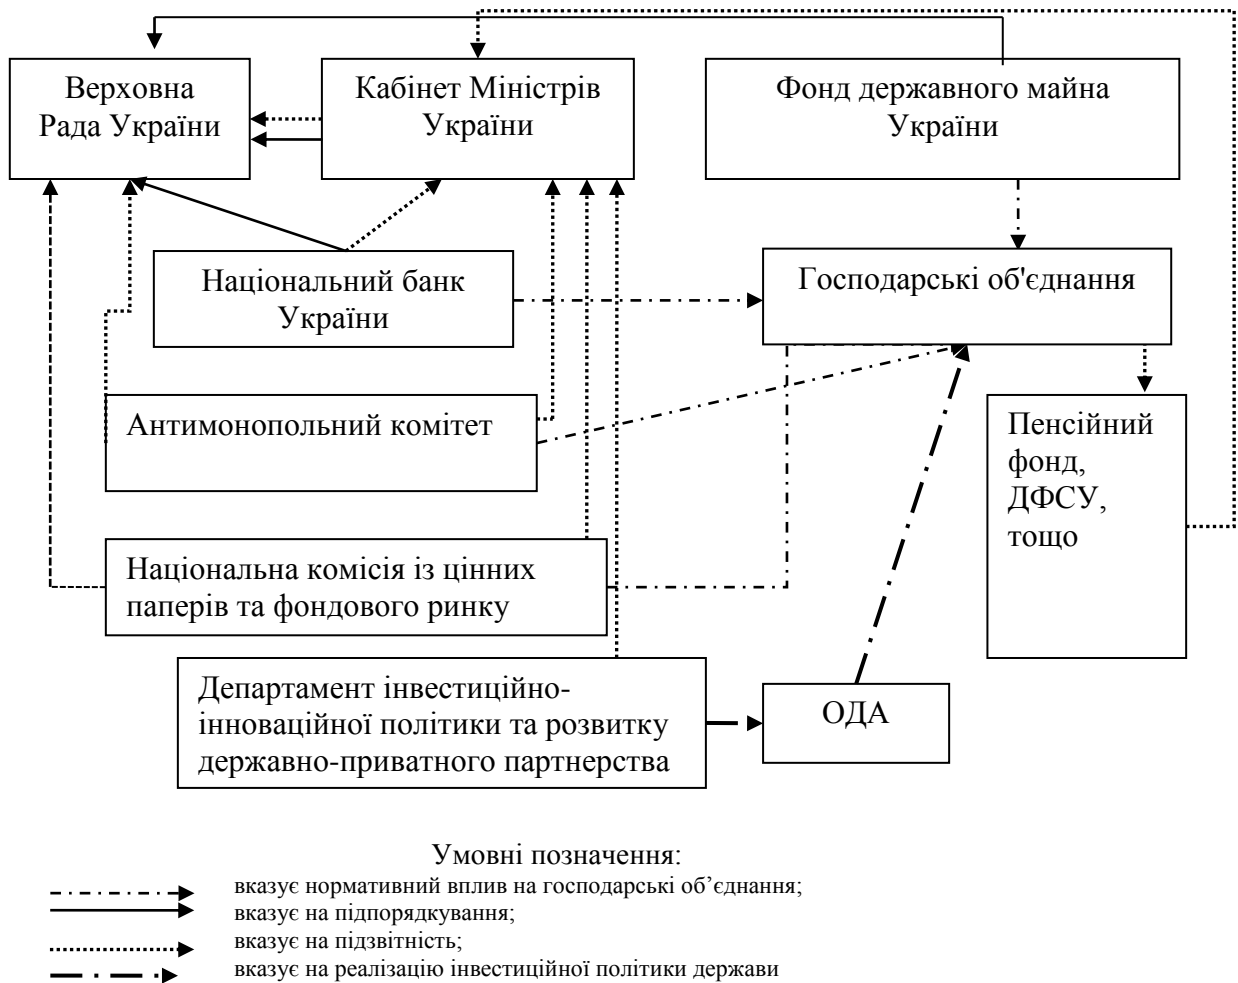 Верховна
Рада України
Кабінет Міністрів
України
Фонд державного майна
України
Національний банк
України
Господарські об'єднання
Антимонопольний комітет
Пенсійний
фонд,
ДФСУ,
тощо
Національна комісія із цінних
паперів та фондового ринку
Департамент інвестиційно-
інноваційної політики та розвитку
державно-приватного партнерства
ОДА
Умовні позначення:
вказує нормативний вплив на господарські об’єднання;
вказує на підпорядкування;
вказує на підзвітність;
вказує на реалізацію інвестиційної політики держави